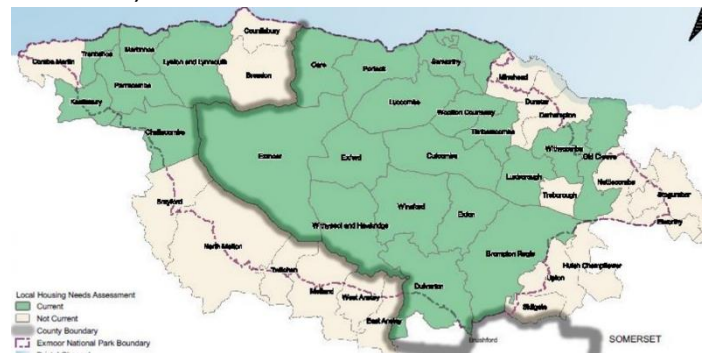 Countisbury
Combe Martin
Trentishoe
Martinhoe
Lynton and Lynmouth
Brendon
Oare
Porlock
Selworthy
Minehead
Parracombe
Kentisbury
Luccombe
Wootton Courtenay
Dunster
Carhampton
Timberscombe
Withycombe
Old Cleeve
Challacombe
Exmoor
Exford
Cutcombe
Luxborough
Treborough
Nettlecombe
Stogumber
Brayford
Winsford
Exton
Elworthy
Withypool and Hawkridge
North Molton
Brompton Regis
Huish Champflower
Upton
Twitchen
Molland
West Anstey
East Anstey
Dulverton
Skilgate
Brushford
SOMERSET
Local Housing Needs Assessment
Current
Not Current
County Boundary
Exmoor National Park Boundary